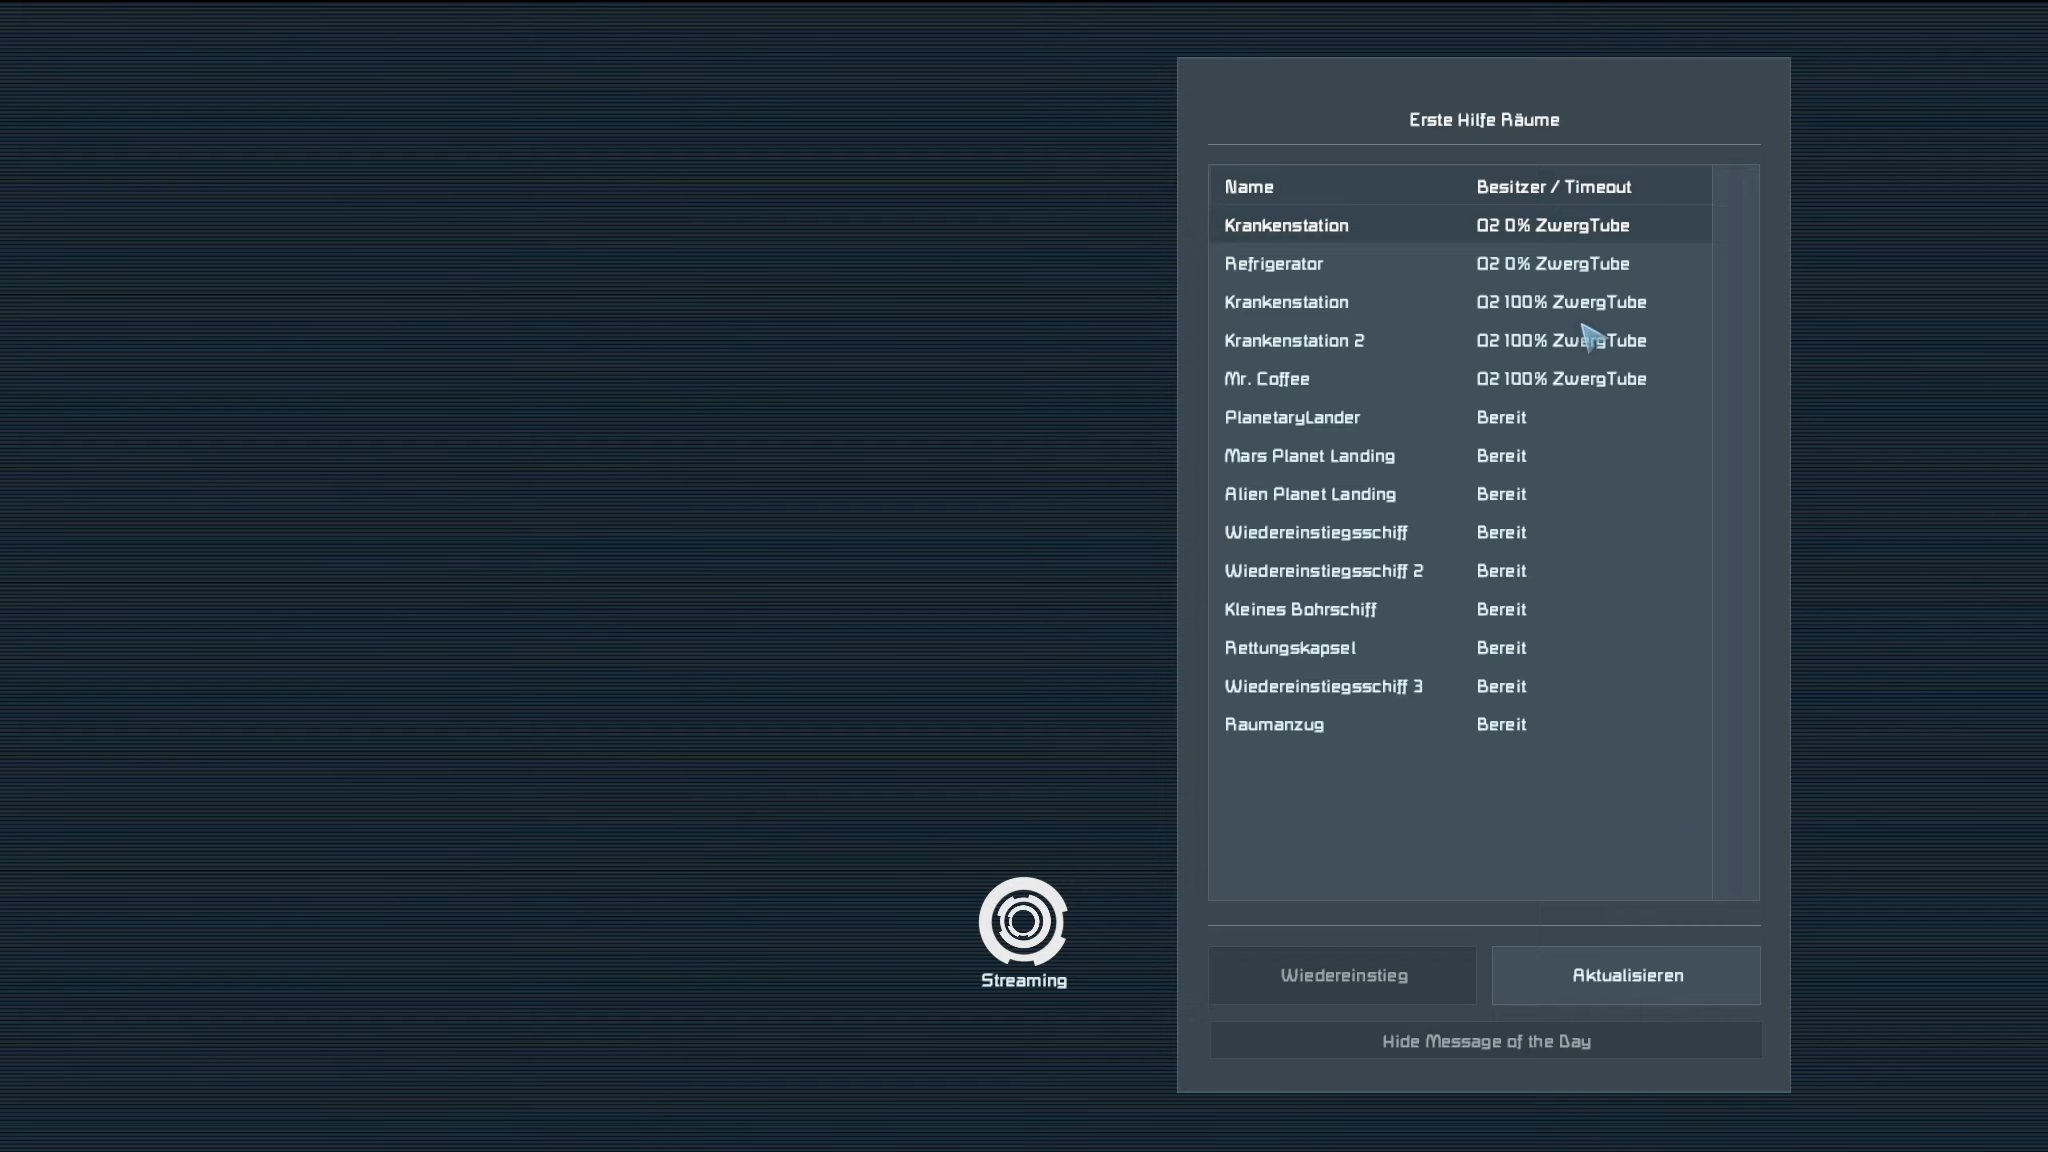 Erste Hilfe Räume
Name Besitzer / Timeout
Krankenstation O2 0% ZwergTube
Refrigerator O2 0% ZwergTube
Krankenstation O2 100% ZwergTube
Krankenstation 2 O2 100% ZwergTube
Mr. Coffee O2 100% ZwergTube
PlanetaryLander Bereit
Mars Planet Landing Bereit
Alien Planet Landing Bereit
Wiedereinstiegsschiff Bereit
Wiedereinstiegsschiff 2 Bereit
Kleines Bohrschiff Bereit
Rettungskapsel Bereit
Wiedereinstiegsschiff 3 Bereit
Raumanzug Bereit
Streaming
Wiedereinstieg Aktualisieren
Hide Message of the Day